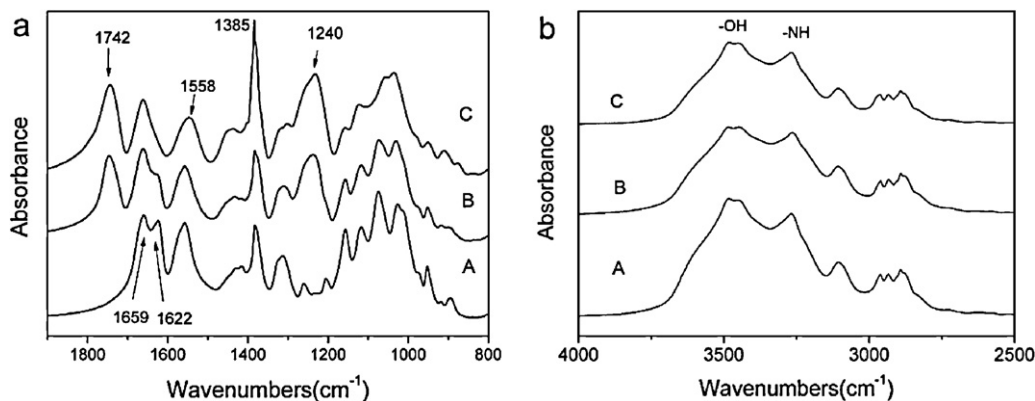 a
1742
1558
1385
1240
C
B
A
1659
1622
Absorbance
1800 1600 1400 1200 1000 800
Wavenumbers(cm⁻¹)
b
-OH
-NH
C
B
A
Absorbance
4000 3500 3000 2500
Wavenumbers(cm⁻¹)